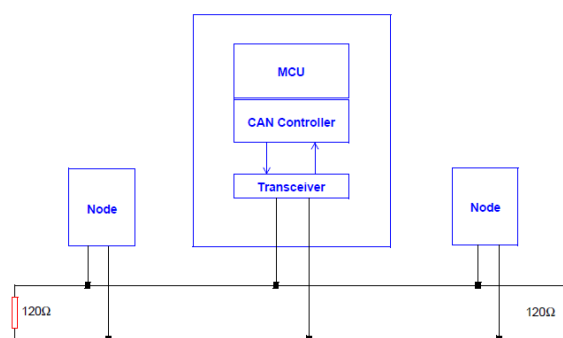 MCU
CAN Controller
Transceiver
Node
Node
120Ω
120Ω